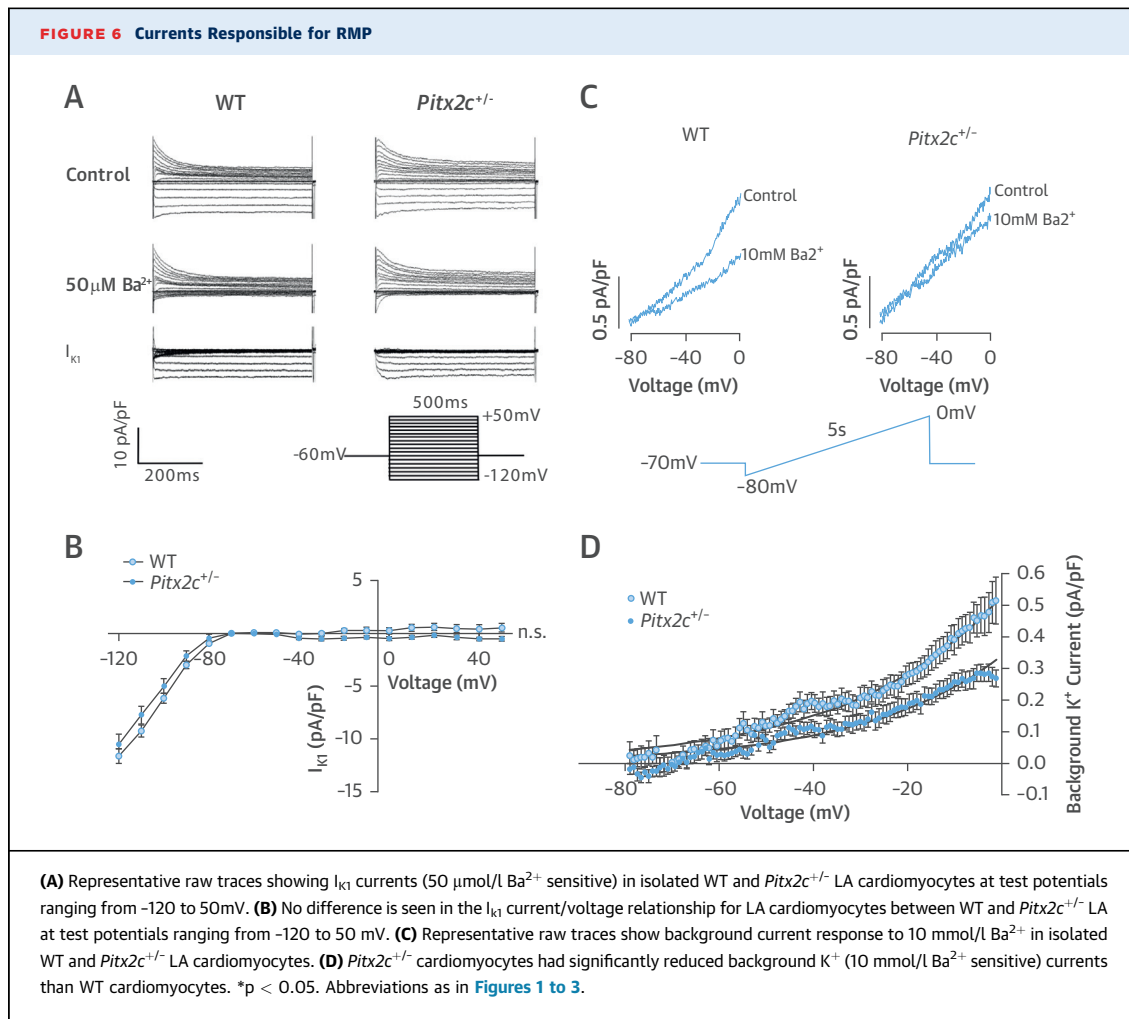 FIGURE 6 Currents Responsible for RMP
A
WT
Pitx2c+/-
Control
50μM Ba2+
IK1
10 pA/pF
200ms
500ms
+50mV
-60mV
-120mV
C
WT
Pitx2c+/-
Control
10mM Ba2+
0.5 pA/pF
-80 -40 0
Voltage (mV)
Control
10mM Ba2+
0.5 pA/pF
-80 -40 0
Voltage (mV)
0mV
5s
-70mV
-80mV
B
WT
Pitx2c+/-
5
n.s.
-120 -80 -40 0 40
Voltage (mV)
-5
-10
-15
IK1 (pA/pF)
D
WT
Pitx2c+/-
0.6
0.5
0.4
0.3
0.2
0.1
0.0
-0.1
Background K+ Current (pA/pF)
-80 -60 -40 -20
Voltage (mV)
(A) Representative raw traces showing IK1 currents (50 μmol/l Ba2+ sensitive) in isolated WT and Pitx2c+/- LA cardiomyocytes at test potentials
ranging from -120 to 50mV. (B) No difference is seen in the Ik1 current/voltage relationship for LA cardiomyocytes between WT and Pitx2c+/- LA
at test potentials ranging from -120 to 50 mV. (C) Representative raw traces show background current response to 10 mmol/l Ba2+ in isolated
WT and Pitx2c+/- LA cardiomyocytes. (D) Pitx2c+/- cardiomyocytes had significantly reduced background K+ (10 mmol/l Ba2+ sensitive) currents
than WT cardiomyocytes. *p < 0.05. Abbreviations as in Figures 1 to 3.